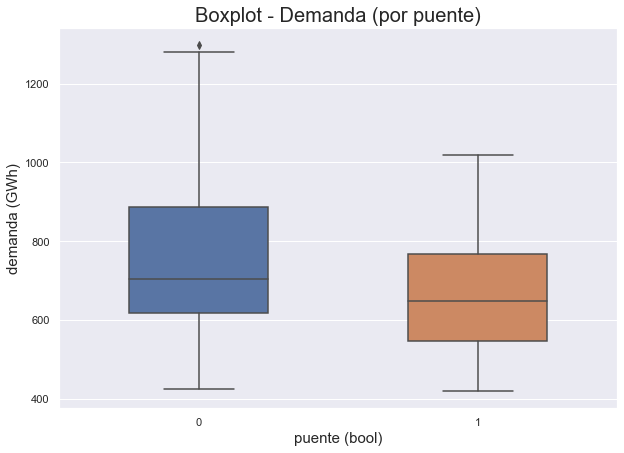 Boxplot - Demanda (por puente)
demanda (GWh)
1200
1000
800
600
400
0
1
puente (bool)